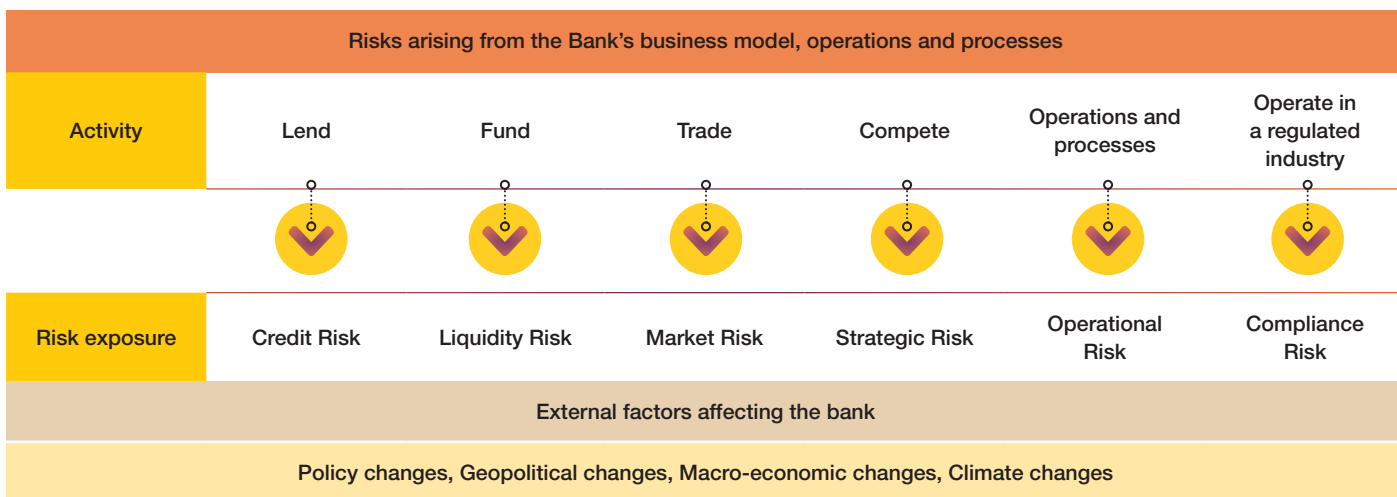 Risks arising from the Bank’s business model, operations and processes
Activity
Lend
Fund
Trade
Compete
Operations and
processes
Operate in
a regulated
industry
Risk exposure
Credit Risk
Liquidity Risk
Market Risk
Strategic Risk
Operational
Risk
Compliance
Risk
External factors affecting the bank
Policy changes, Geopolitical changes, Macro-economic changes, Climate changes